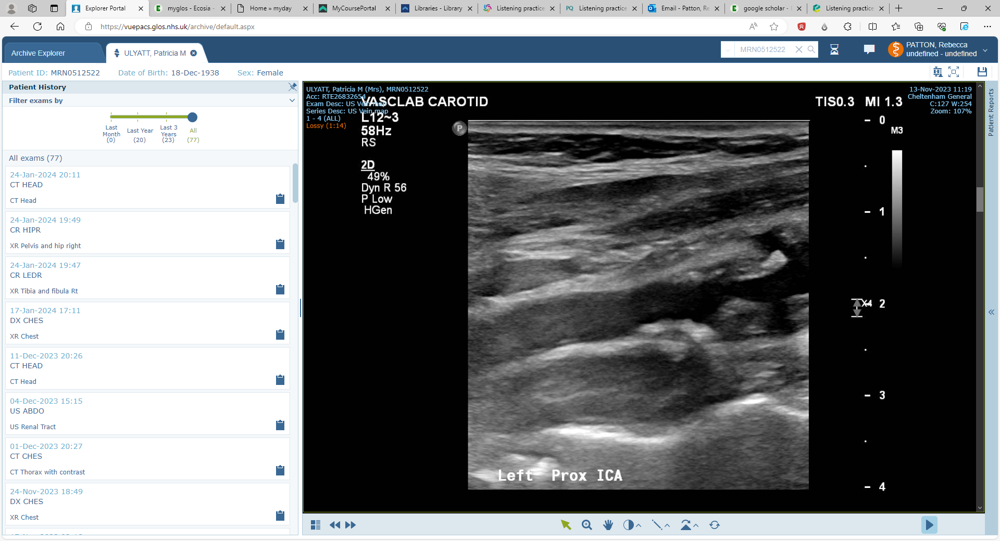 Explorer Portal
myglos - Ecosia -
Home » myday
MyCoursePortal
Libraries - Library
Listening practice
PQ Listening practice
Email - Patton, Re
google scholar - E
Listening practice
https://vuepacs.glos.nhs.uk/archive/default.aspx
Archive Explorer
ULYATT, Patricia M
MRN0512522
PATTON, Rebecca
undefined - undefined
Patient ID: MRN0512522 Date of Birth: 18-Dec-1938 Sex: Female
Patient History
Filter exams by
Last Month (0)
Last Year (20)
Last 3 Years (23)
All (77)
All exams (77)
24-Jan-2024 20:11
CT HEAD
CT Head
24-Jan-2024 19:49
CR HIPR
XR Pelvis and hip right
24-Jan-2024 19:47
CR LEDR
XR Tibia and fibula Rt
17-Jan-2024 17:11
DX CHES
XR Chest
11-Dec-2023 20:26
CT HEAD
CT Head
04-Dec-2023 15:15
US ABDO
US Renal Tract
01-Dec-2023 20:27
CT CHES
CT Thorax with contrast
24-Nov-2023 18:49
DX CHES
XR Chest
ULYATT, Patricia M (Mrs), MRN0512522
Acc: RTE26832654
Exam Desc: US Vein map
Series Desc: US Vein map
1 - 4 (ALL)
Lossy (1:14)
VASCLAB CAROTID
L12~3
58Hz
RS
2D
49%
Dyn R 56
P Low
HGen
P
13-Nov-2023 11:19
Cheltenham General
C:127 W:254
Zoom: 107%
TIS0.3 MI 1.3
0
M3
1
X4
2
3
4
Left Prox ICA
Patient Reports